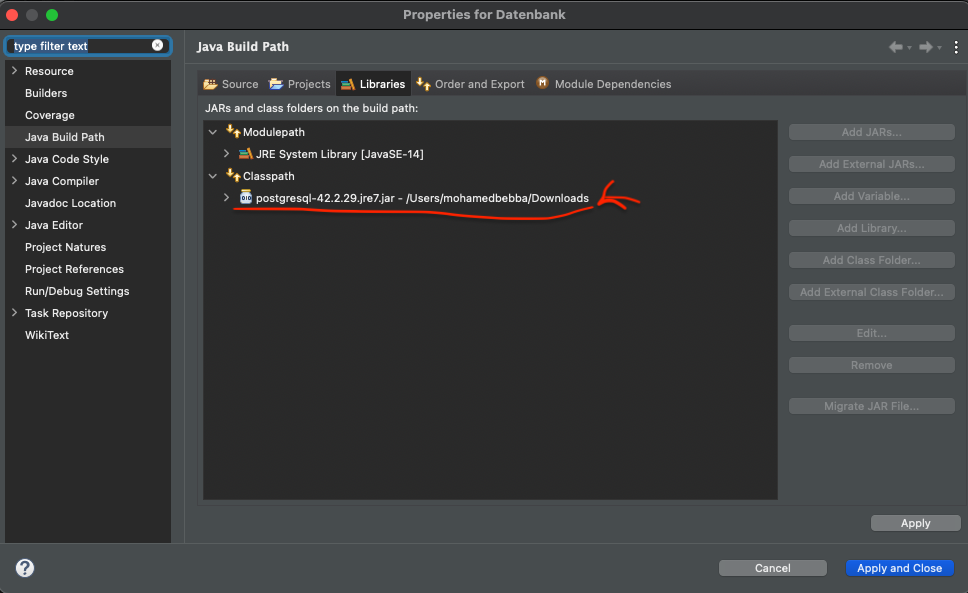 Properties for Datenbank
type filter text
Resource
Builders
Coverage
Java Build Path
Java Code Style
Java Compiler
Javadoc Location
Java Editor
Project Natures
Project References
Run/Debug Settings
Task Repository
WikiText
Java Build Path
Source Projects Libraries Order and Export Module Dependencies
JARs and class folders on the build path:
Modulepath
JRE System Library [JavaSE-14]
Classpath
postgresql-42.2.29.jre7.jar - /Users/mohamedbebba/Downloads
Add JARs...
Add External JARs...
Add Variable...
Add Library...
Add Class Folder...
Add External Class Folder...
Edit...
Remove
Migrate JAR File...
Apply
Cancel Apply and Close